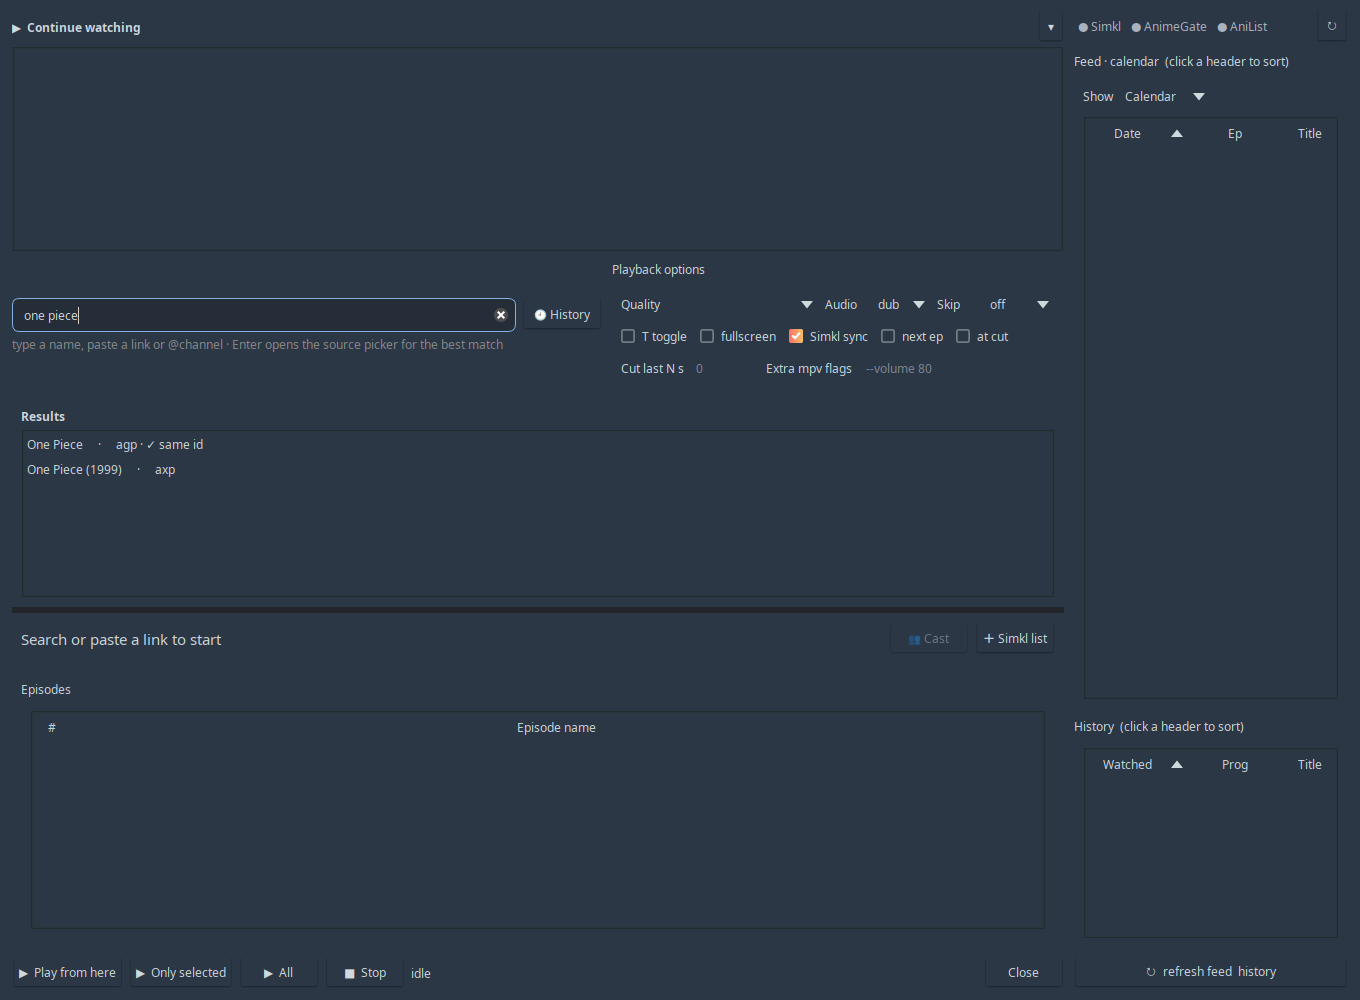 ▶ Continue watching
▼
● Simkl ● AnimeGate ● AniList
↻
Feed · calendar (click a header to sort)
Show Calendar
Date Ep Title
Playback options
one piece
🕘 History
type a name, paste a link or @channel · Enter opens the source picker for the best match
Quality Audio dub Skip off
T toggle fullscreen Simkl sync next ep at cut
Cut last N s 0 Extra mpv flags --volume 80
Results
One Piece · agp · ✓ same id
One Piece (1999) · axp
Search or paste a link to start
👥 Cast
+ Simkl list
Episodes
# Episode name
History (click a header to sort)
Watched Prog Title
▶ Play from here ▶ Only selected ▶ All ■ Stop idle
Close
↻ refresh feed history